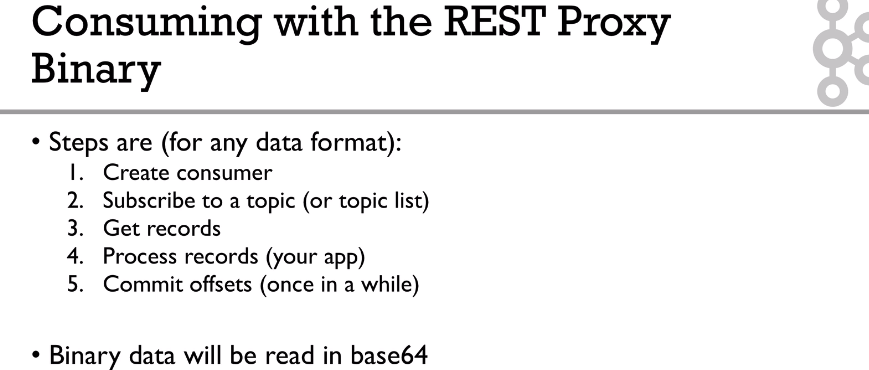 Consuming with the REST Proxy
Binary
• Steps are (for any data format):
1. Create consumer
2. Subscribe to a topic (or topic list)
3. Get records
4. Process records (your app)
5. Commit offsets (once in a while)
• Binary data will be read in base64